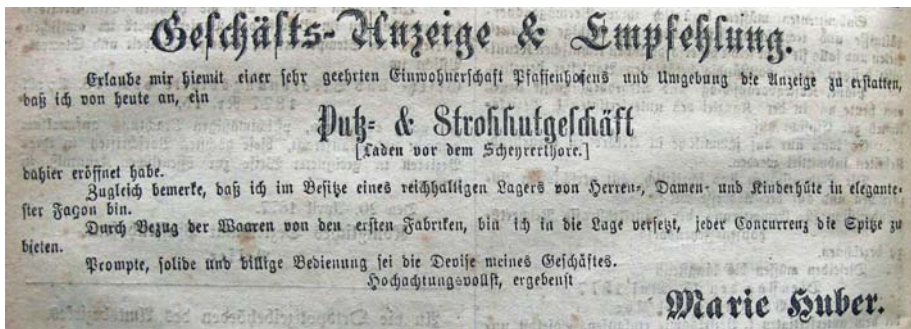 Geschäfts-Anzeige & Empfehlung.
Erlaube mir hiemit einer sehr geehrten Einwohnerschaft Pfaffenhofens und Umgebung die Anzeige zu erstatten,
daß ich von heute an, ein
Putz- & Strohhutgeschäft
[Laden vor dem Scheyrerthore.]
dahier eröffnet habe.
Zugleich bemerke, daß ich im Besitze eines reichhaltigen Lagers von Herren-, Damen- und Kinderhüte in elegante-
ster Façon bin.
Durch Bezug der Waaren von den ersten Fabriken, bin ich in die Lage versetzt, jeder Concurrenz die Spitze zu
bieten.
Prompte, solide und billige Bedienung sei die Devise meines Geschäftes.
Hochachtungsvollst, ergebenst
Marie Huber.